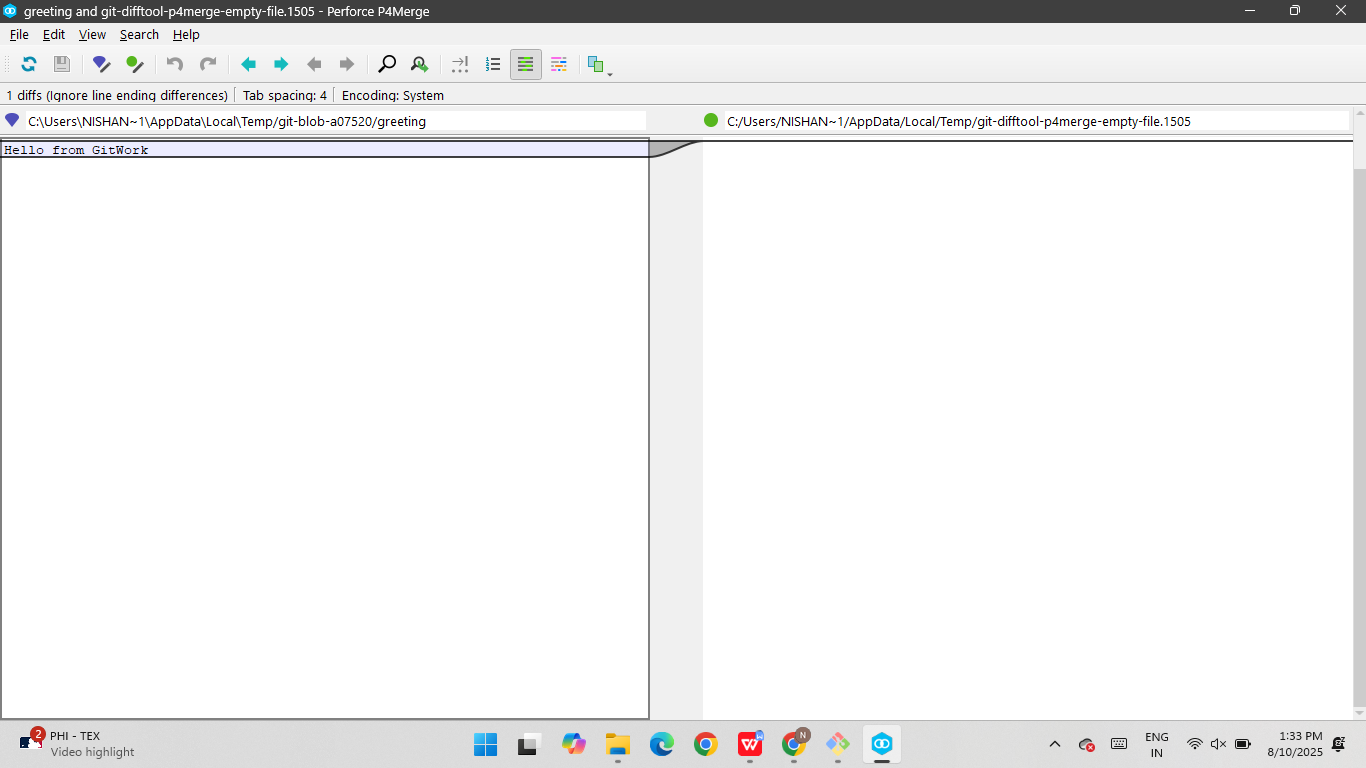 greeting and git-difftool-p4merge-empty-file.1505 - Perforce P4Merge
File Edit View Search Help
1 diffs (Ignore line ending differences) Tab spacing: 4 Encoding: System
C:\Users\NISHAN~1\AppData\Local\Temp/git-blob-a07520/greeting
C:/Users/NISHAN~1/AppData/Local/Temp/git-difftool-p4merge-empty-file.1505
Hello from GitWork
2
PHI - TEX
Video highlight
N
ENG
IN
1:33 PM
8/10/2025